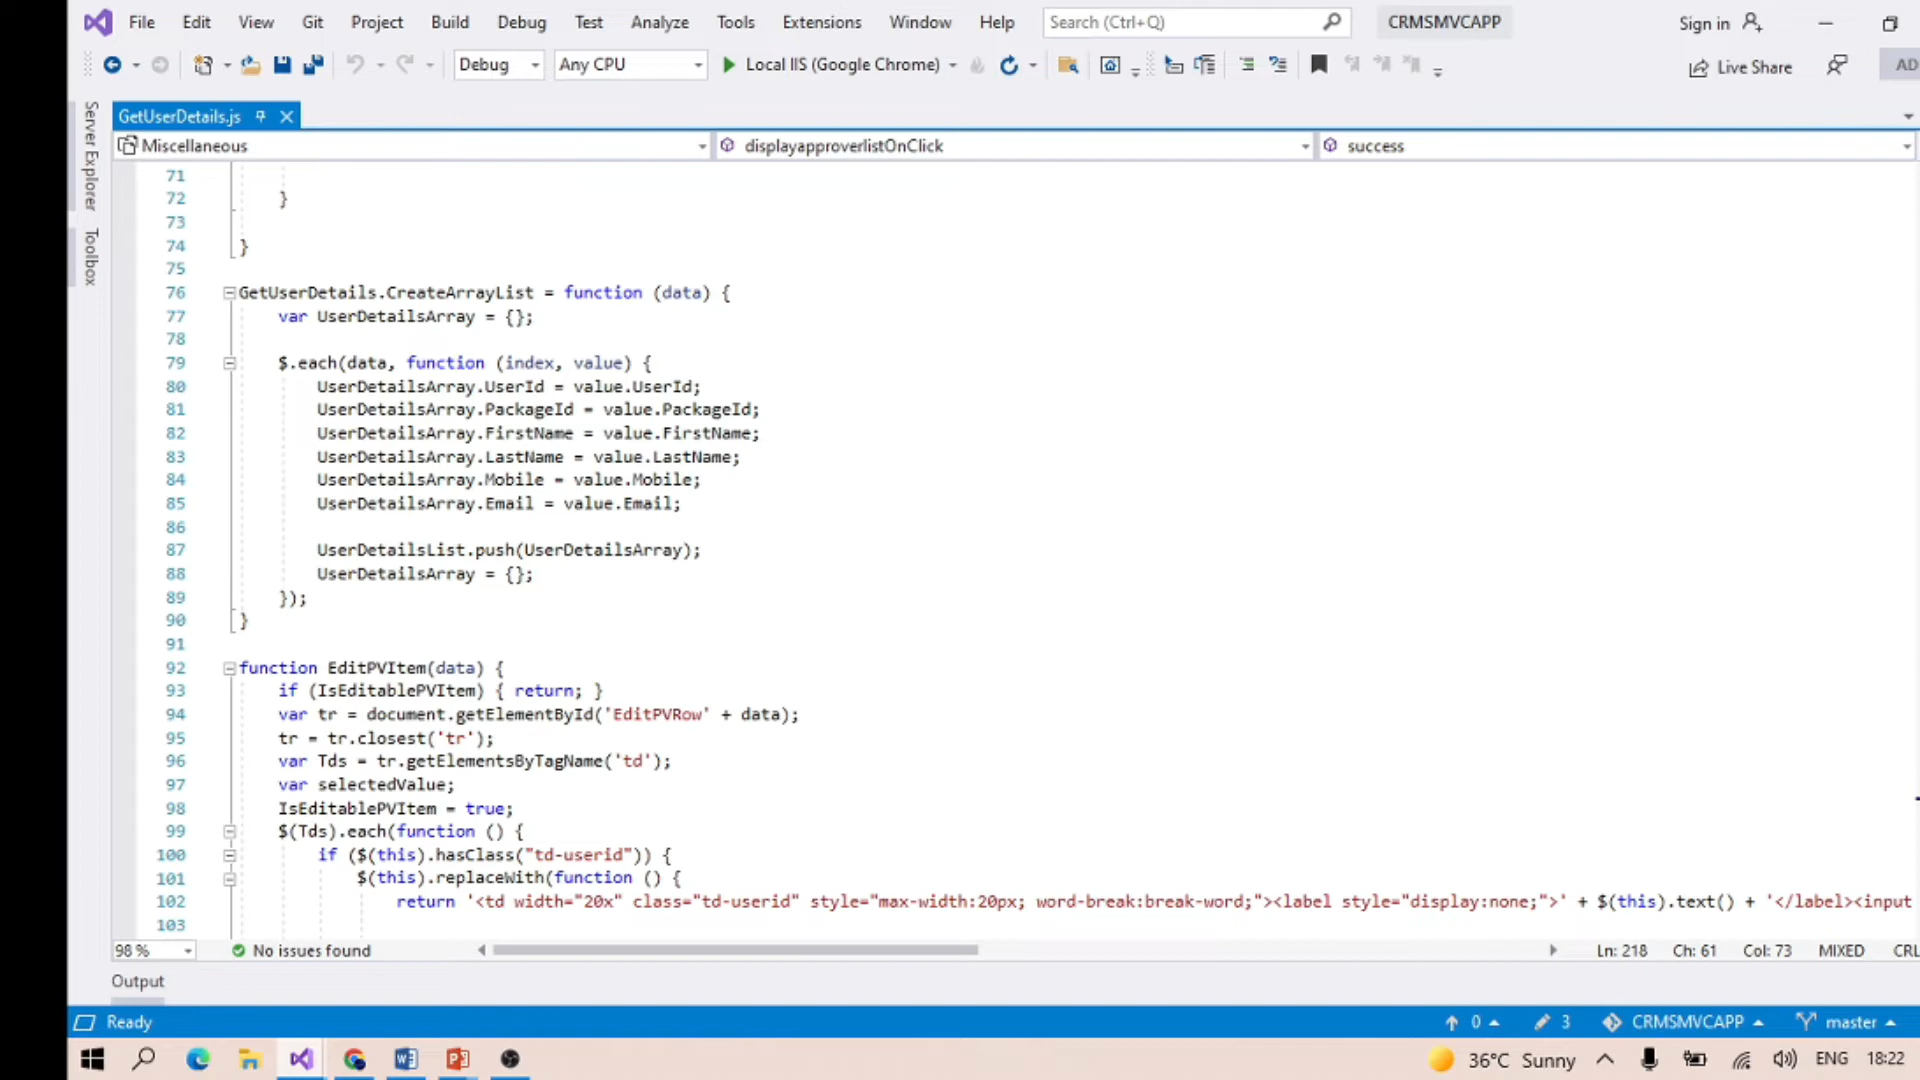 File Edit View Git Project Build Debug Test Analyze Tools Extensions Window Help Search (Ctrl+Q) CRMSMVCAPP Sign in
Debug Any CPU Local IIS (Google Chrome) Live Share AD
Server Explorer
Toolbox
GetUserDetails.js
Miscellaneous displayapproverlistOnClick success
71
72 }
73
74 }
75
76 GetUserDetails.CreateArrayList = function (data) {
77 var UserDetailsArray = {};
78
79 $.each(data, function (index, value) {
80 UserDetailsArray.UserId = value.UserId;
81 UserDetailsArray.PackageId = value.PackageId;
82 UserDetailsArray.FirstName = value.FirstName;
83 UserDetailsArray.LastName = value.LastName;
84 UserDetailsArray.Mobile = value.Mobile;
85 UserDetailsArray.Email = value.Email;
86
87 UserDetailsList.push(UserDetailsArray);
88 UserDetailsArray = {};
89 });
90 }
91
92 function EditPVItem(data) {
93 if (IsEditablePVItem) { return; }
94 var tr = document.getElementById('EditPVRow' + data);
95 tr = tr.closest('tr');
96 var Tds = tr.getElementsByTagName('td');
97 var selectedValue;
98 IsEditablePVItem = true;
99 $(Tds).each(function () {
100 if ($(this).hasClass("td-userid")) {
101 $(this).replaceWith(function () {
102 return '<td width="20x" class="td-userid" style="max-width:20px; word-break:break-word;"><label style="display:none;">' + $(this).text() + '</label><input
103
98 % No issues found Ln: 218 Ch: 61 Col: 73 MIXED CRL
Output
Ready 0 3 CRMSMVCAPP master
36°C Sunny ENG 18:22